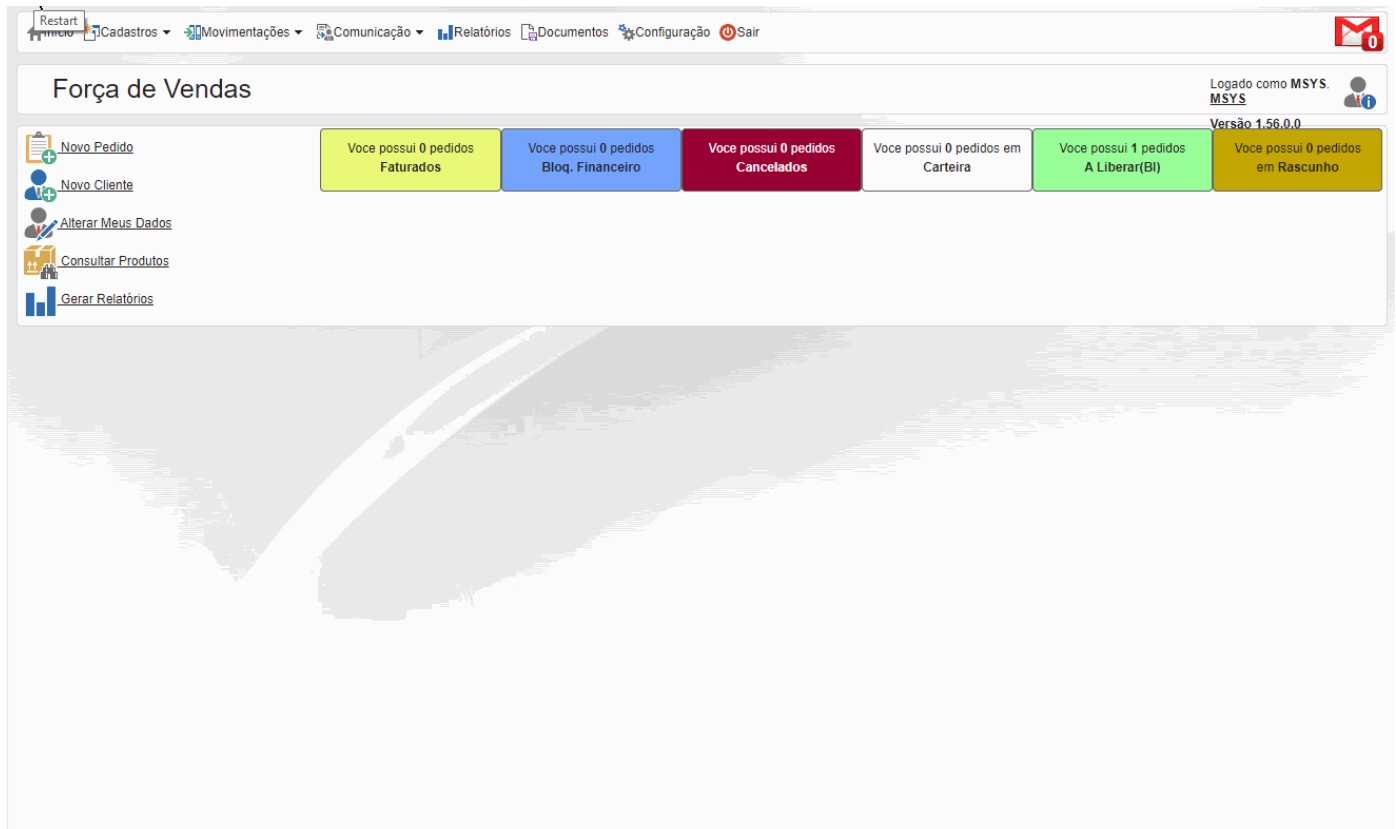 Restart
Início Cadastros Movimentações Comunicação Relatórios Documentos Configuração Sair
0
Força de Vendas
Logado como MSYS.
MSYS
Versão 1.56.0.0
Novo Pedido
Novo Cliente
Alterar Meus Dados
Consultar Produtos
Gerar Relatórios
Voce possui 0 pedidos
Faturados
Voce possui 0 pedidos
Bloq. Financeiro
Voce possui 0 pedidos
Cancelados
Voce possui 0 pedidos em
Carteira
Voce possui 1 pedidos
A Liberar(BI)
Voce possui 0 pedidos
em Rascunho